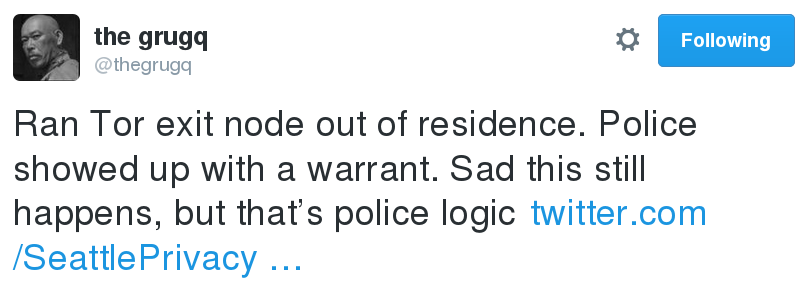 the grugq
@thegrugq
Following
Ran Tor exit node out of residence. Police
showed up with a warrant. Sad this still
happens, but that’s police logic twitter.com
/SeattlePrivacy …